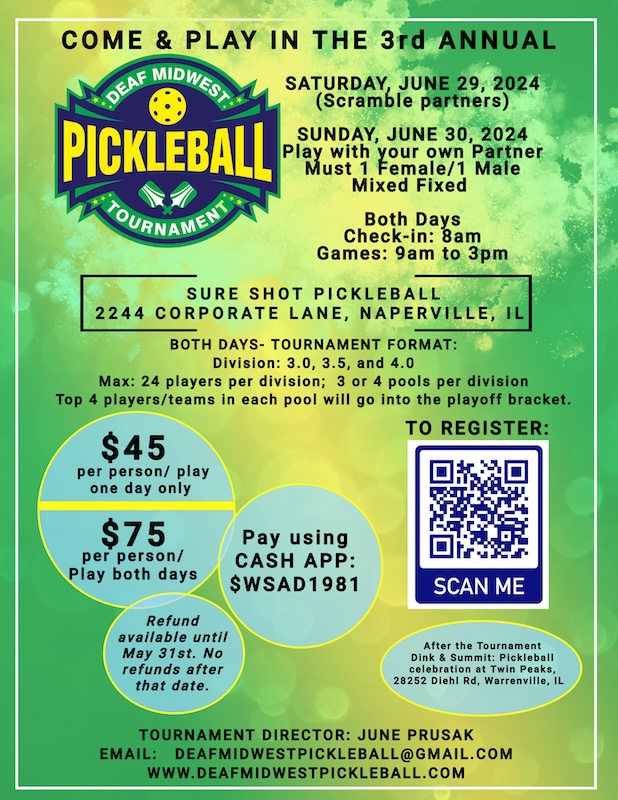 COME & PLAY IN THE 3rd ANNUAL
DEAF MIDWEST
PICKLEBALL
TOURNAMENT
SATURDAY, JUNE 29, 2024
(Scramble partners)
SUNDAY, JUNE 30, 2024
Play with your own Partner
Must 1 Female/1 Male
Mixed Fixed
Both Days
Check-in: 8am
Games: 9am to 3pm
SURE SHOT PICKLEBALL
2244 CORPORATE LANE, NAPERVILLE, IL
BOTH DAYS- TOURNAMENT FORMAT:
Division: 3.0, 3.5, and 4.0
Max: 24 players per division; 3 or 4 pools per division
Top 4 players/teams in each pool will go into the playoff bracket.
$45
per person/ play
one day only
$75
per person/
Play both days
Pay using
CASH APP:
$WSAD1981
Refund
available until
May 31st. No
refunds after
that date.
TO REGISTER:
SCAN ME
After the Tournament
Dink & Summit: Pickleball
celebration at Twin Peaks,
28252 Diehl Rd, Warrenville, IL
TOURNAMENT DIRECTOR: JUNE PRUSAK
EMAIL: DEAFMIDWESTPICKLEBALL@GMAIL.COM
WWW.DEAFMIDWESTPICKLEBALL.COM